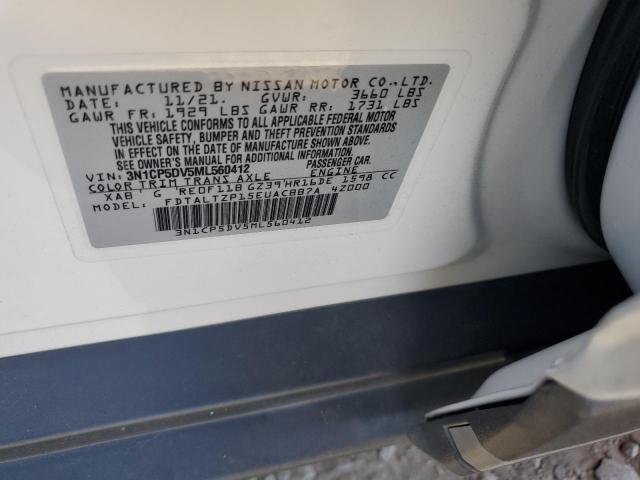 MANUFACTURED BY NISSAN MOTOR CO., LTD.
DATE: 11/21. GVWR: 3660 LBS
GAWR FR: 1929 LBS GAWR RR: 1731 LBS
THIS VEHICLE CONFORMS TO ALL APPLICABLE FEDERAL MOTOR
VEHICLE SAFETY, BUMPER AND THEFT PREVENTION STANDARDS
IN EFFECT ON THE DATE OF MANUFACTURE SHOWN ABOVE.
SEE OWNER'S MANUAL FOR ADDITIONAL INFORMATION.
VIN: 3N1CP5DV5ML560412 PASSENGER CAR
COLOR TRIM TRANS AXLE ENGINE
XAB G RE0F11B GZ39 HR16DE 1598 CC
MODEL: FDTALTZP15EUACBB7A 4Z000
3N1CP5DV5ML560412